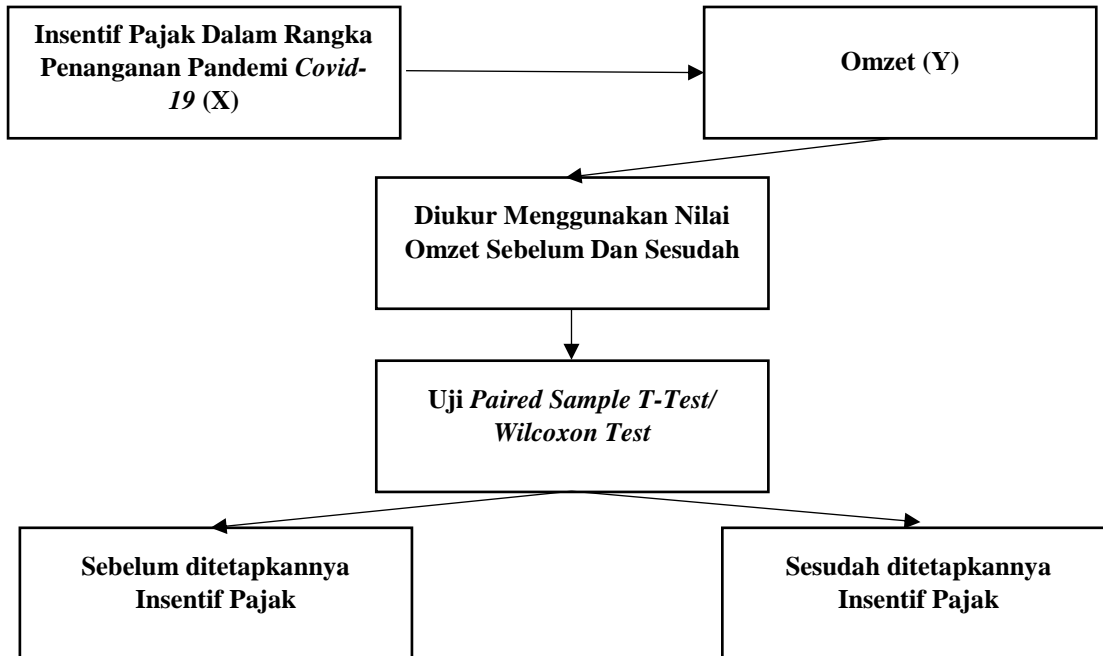 Insentif Pajak Dalam Rangka
Penanganan Pandemi Covid-
19 (X)
Omzet (Y)
Diukur Menggunakan Nilai
Omzet Sebelum Dan Sesudah
Uji Paired Sample T-Test/
Wilcoxon Test
Sebelum ditetapkannya
Insentif Pajak
Sesudah ditetapkannya
Insentif Pajak